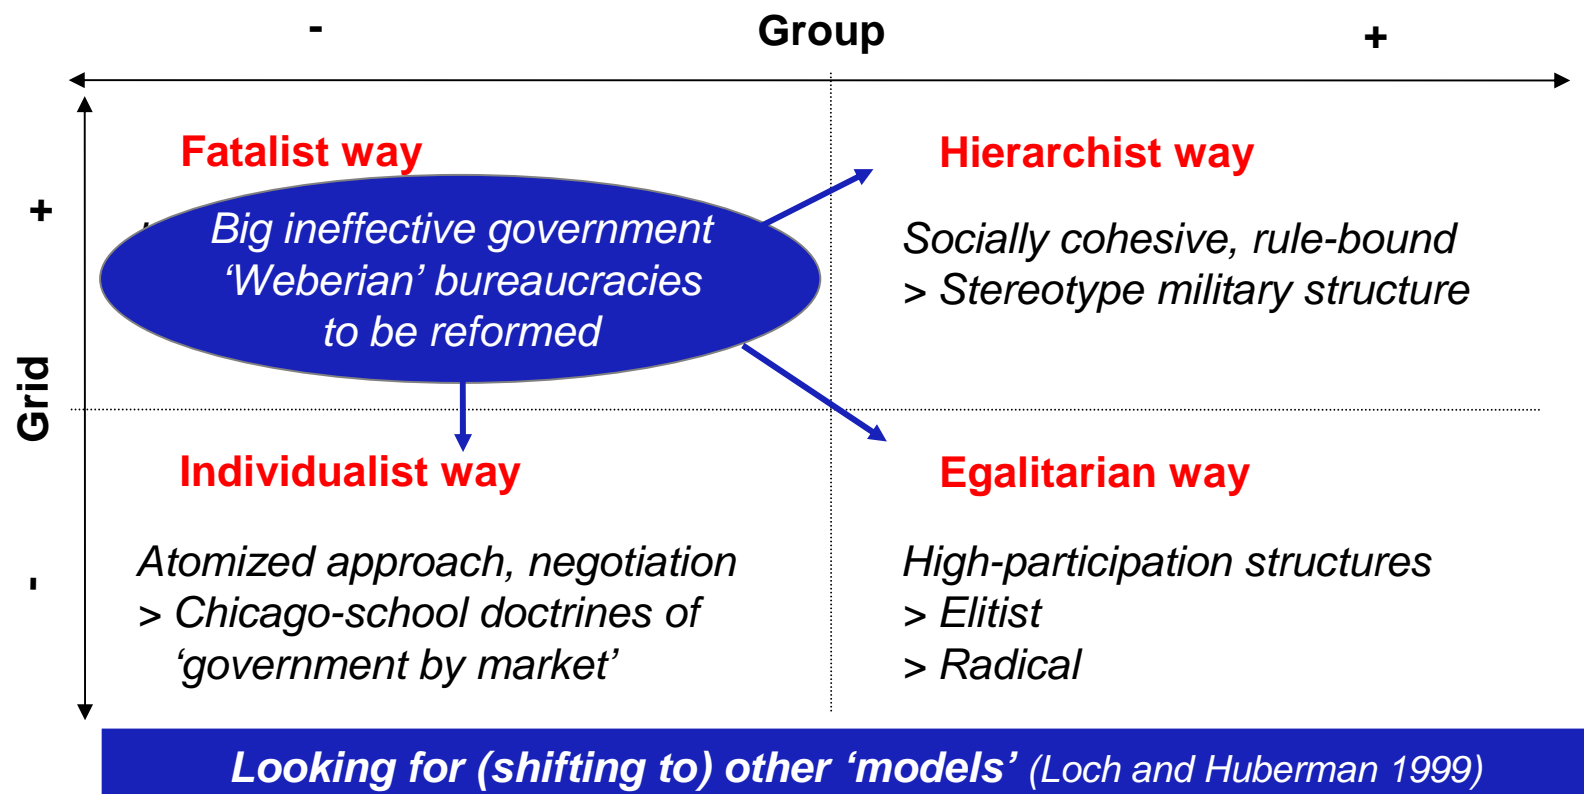 - Group +
Fatalist way
Hierarchist way
+
Big ineffective government
‘Weberian’ bureaucracies
to be reformed
Socially cohesive, rule-bound
> Stereotype military structure
Grid
Individualist way
Egalitarian way
-
Atomized approach, negotiation
> Chicago-school doctrines of
‘government by market’
High-participation structures
> Elitist
> Radical
Looking for (shifting to) other ‘models’ (Loch and Huberman 1999)